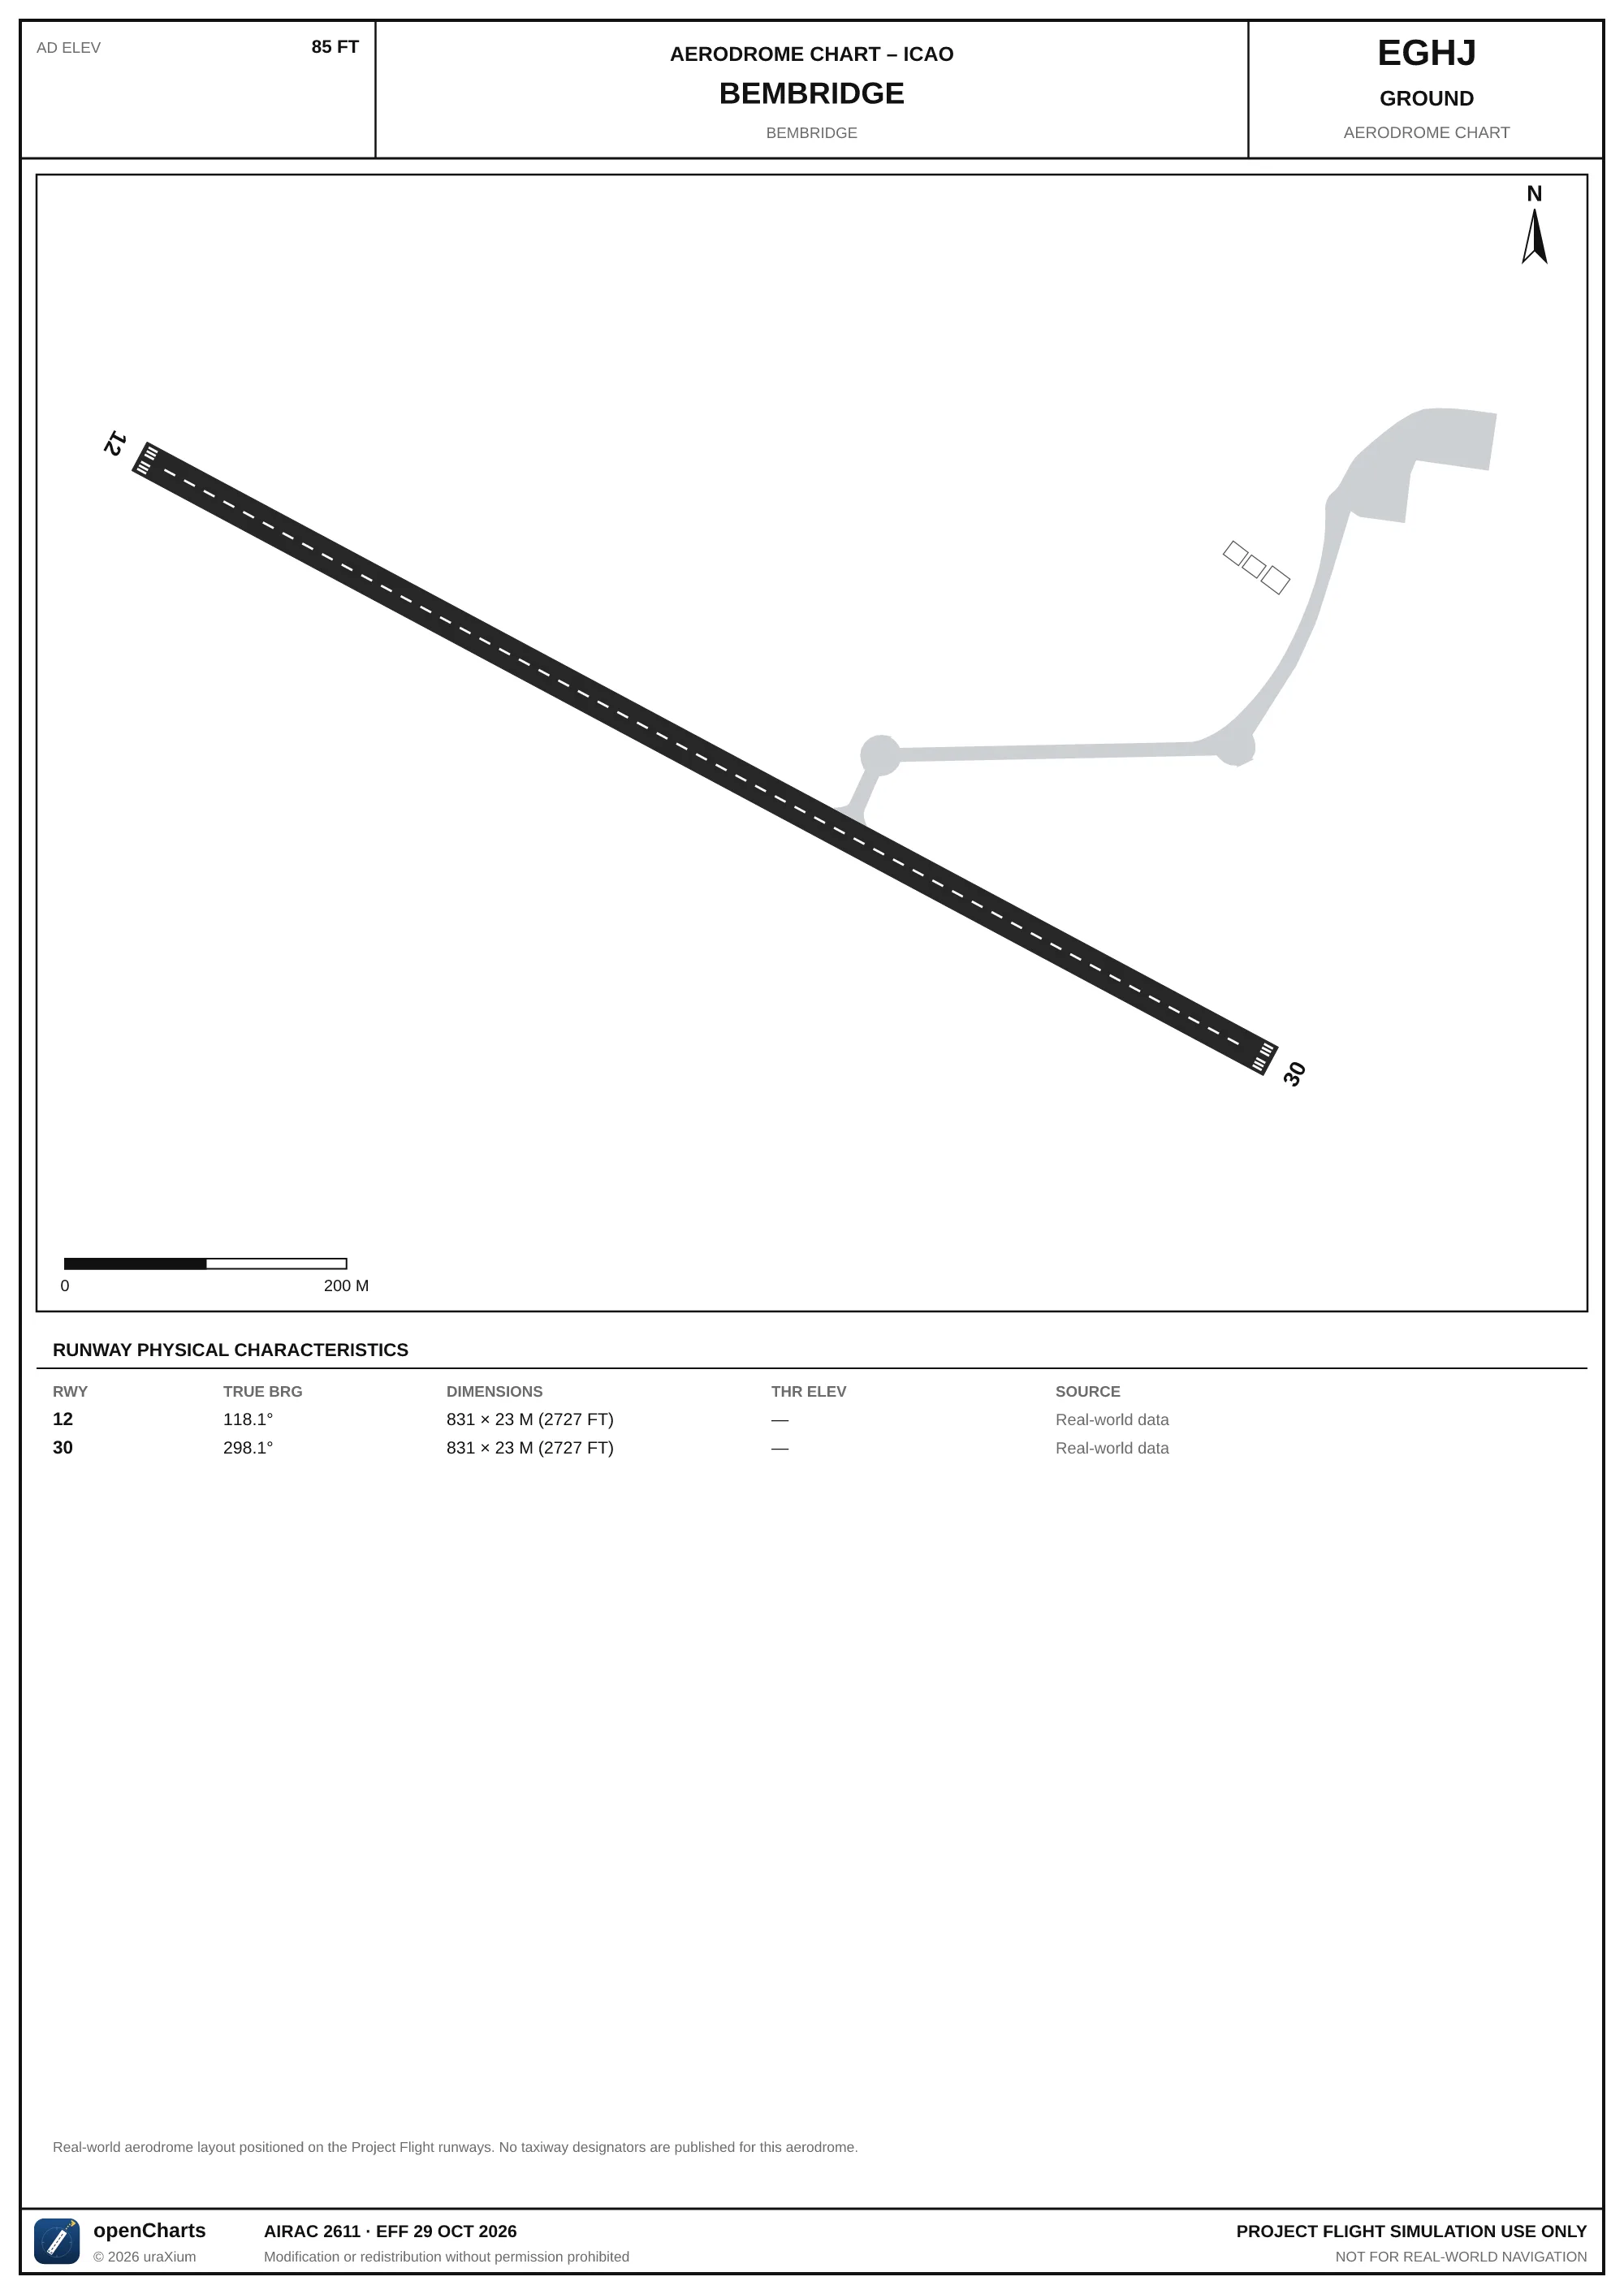 AD ELEV 85 FT
AERODROME CHART – ICAO
BEMBRIDGE
BEMBRIDGE
EGHJ
GROUND
AERODROME CHART
N
12
30
0 200 M
RUNWAY PHYSICAL CHARACTERISTICS
RWY TRUE BRG DIMENSIONS THR ELEV SOURCE
12 118.1° 831 × 23 M (2727 FT) — Real-world data
30 298.1° 831 × 23 M (2727 FT) — Real-world data
Real-world aerodrome layout positioned on the Project Flight runways. No taxiway designators are published for this aerodrome.
openCharts
© 2026 uraXium
AIRAC 2611 · EFF 29 OCT 2026
Modification or redistribution without permission prohibited
PROJECT FLIGHT SIMULATION USE ONLY
NOT FOR REAL-WORLD NAVIGATION